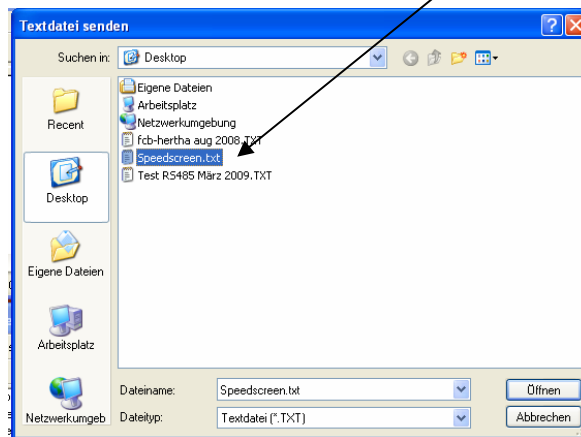 Textdatei senden
Suchen in: Desktop
Eigene Dateien
Arbeitsplatz
Netzwerkumgebung
fcb-hertha aug 2008.TXT
Speedscreen.txt
Test RS485 März 2009.TXT
Recent
Desktop
Eigene Dateien
Arbeitsplatz
Netzwerkumgeb
Dateiname: Speedscreen.txt Öffnen
Dateityp: Textdatei (*.TXT) Abbrechen